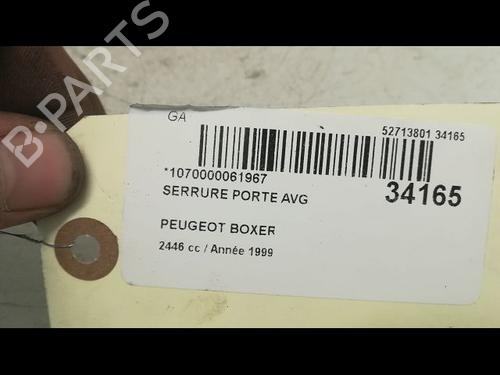 B-PARTS
GA
52713801 34165
*1070000061967
34165
SERRURE PORTE AVG
PEUGEOT BOXER
2446 cc / Année 1999